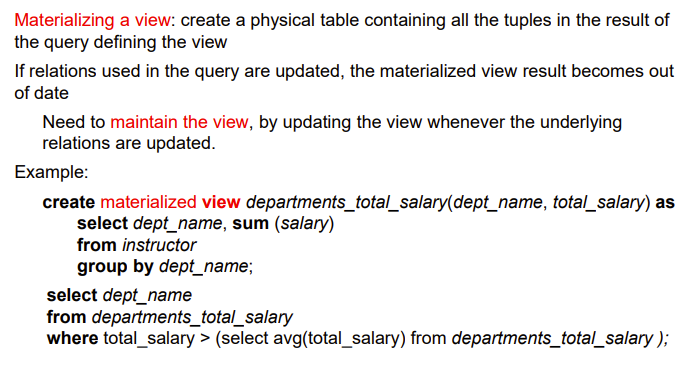 Materializing a view: create a physical table containing all the tuples in the result of
the query defining the view
If relations used in the query are updated, the materialized view result becomes out
of date
Need to maintain the view, by updating the view whenever the underlying
relations are updated.
Example:
create materialized view departments_total_salary(dept_name, total_salary) as
select dept_name, sum (salary)
from instructor
group by dept_name;
select dept_name
from departments_total_salary
where total_salary > (select avg(total_salary) from departments_total_salary );